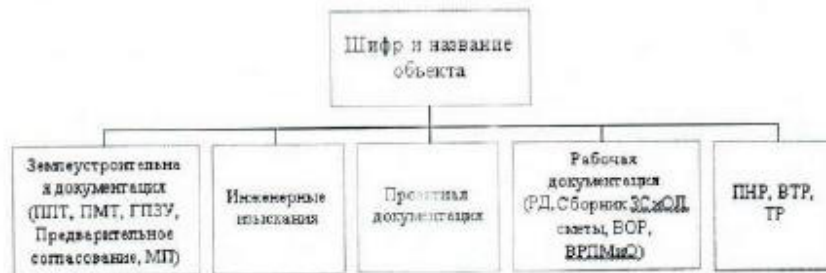 Шифр и название
объекта
Землеустроительна
я документация
(ППТ, ПМТ, ГПЗУ,
Предварительное
согласование, МП)
Инженерные
изыскания
Проектная
документация
Рабочая
документация
(РД, Сборник ЗСиОЛ,
сметы, ВОР,
ВРПМиО)
ПНР, ВТР,
ТР